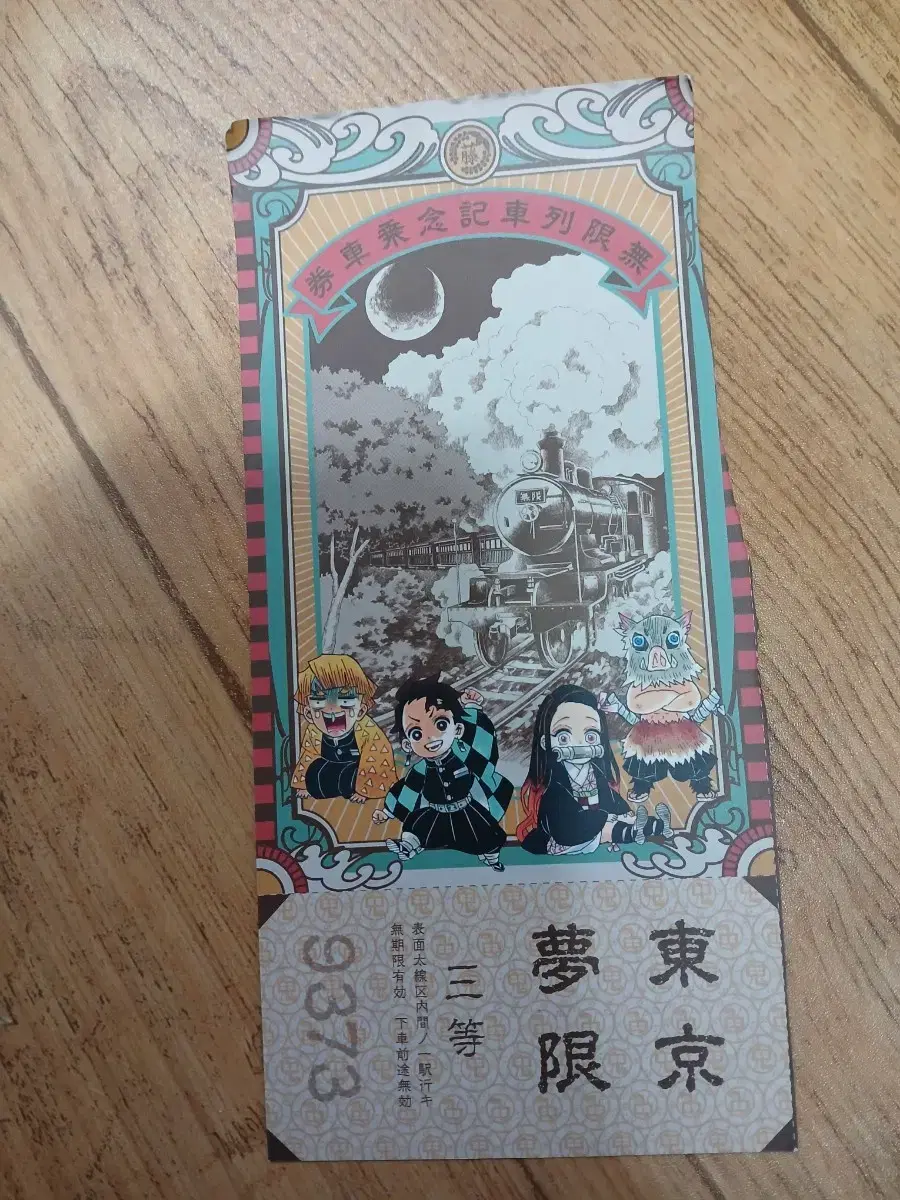 藤
無限列車記念乗車券
無限
東京
夢限
三等
表面太線区内間ノ一駅行キ
無期限有効 下車前途無効
9373